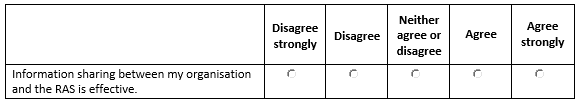 Disagree strongly
Disagree
Neither agree or disagree
Agree
Agree strongly
Information sharing between my organisation
and the RAS is effective.